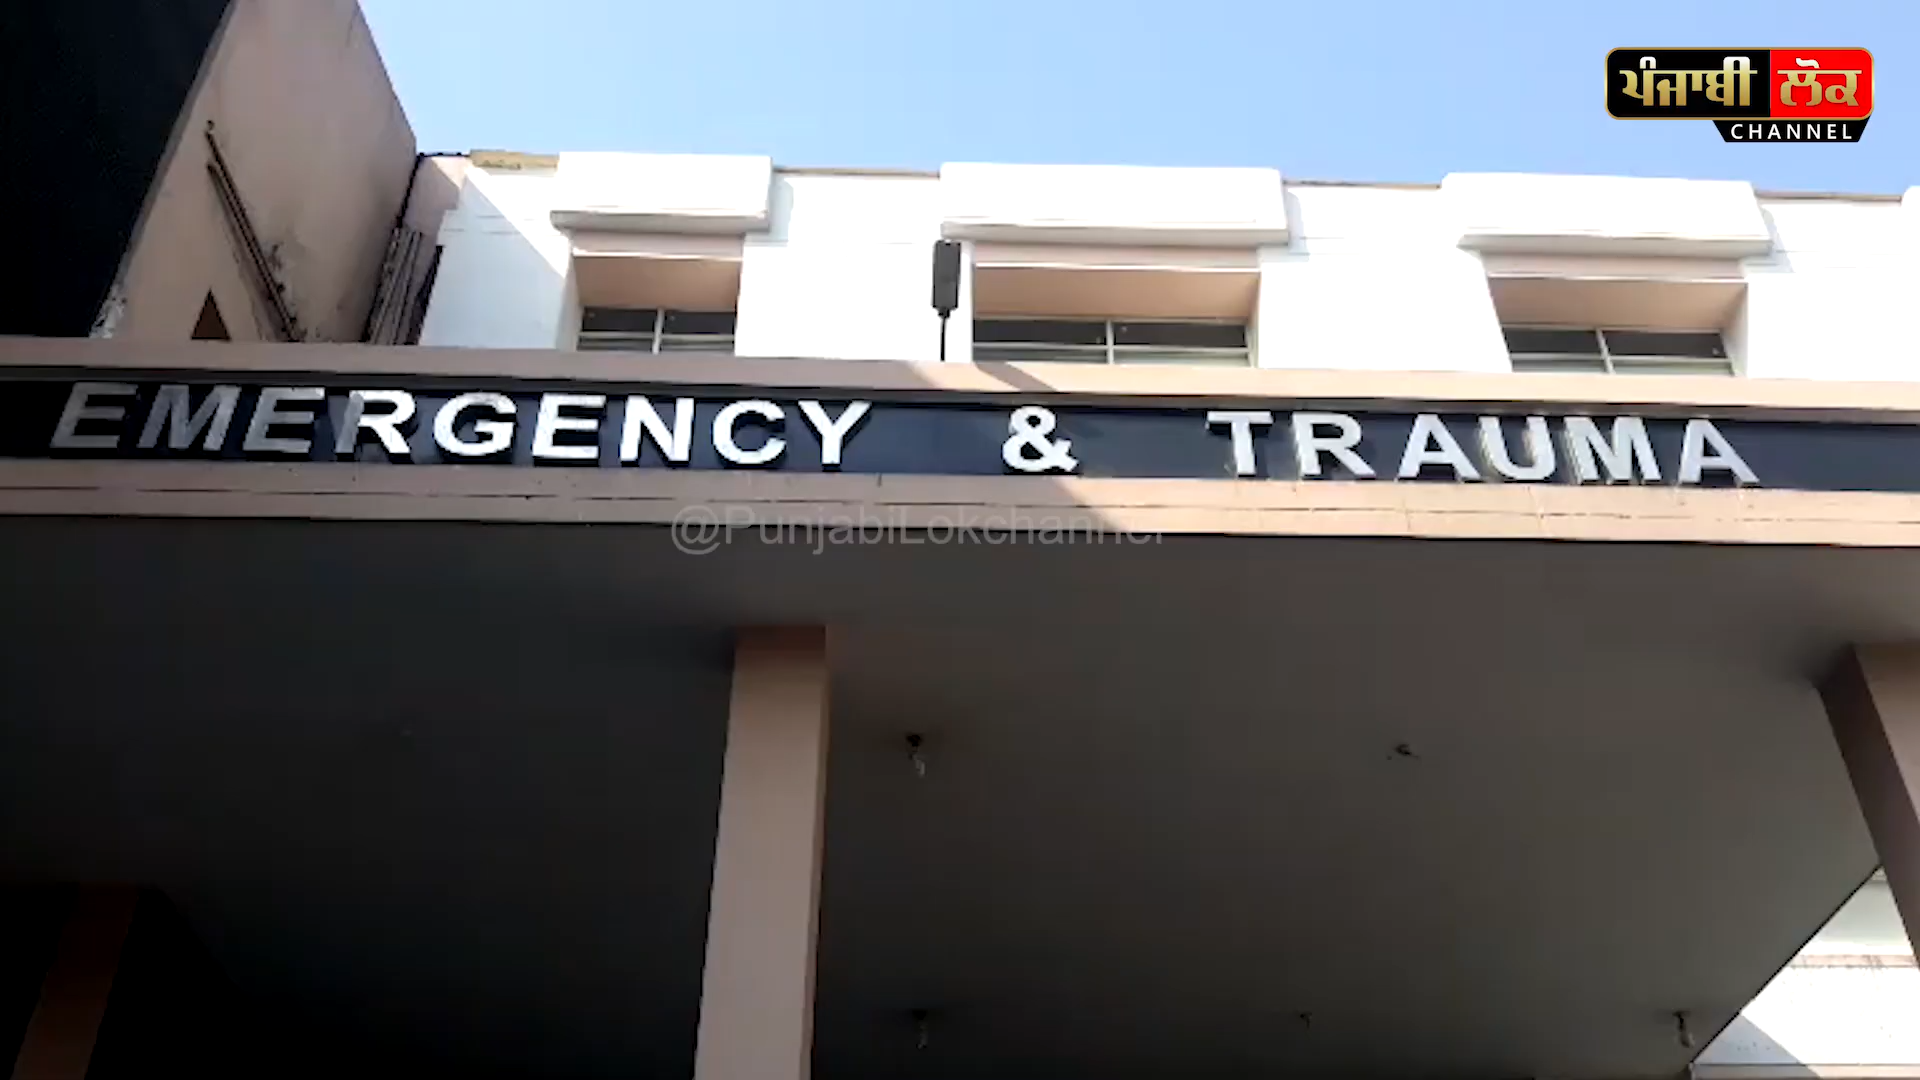 ਪੰਜਾਬੀ ਲੋਕ
CHANNEL
EMERGENCY & TRAUMA
@PunjabiLokchannel